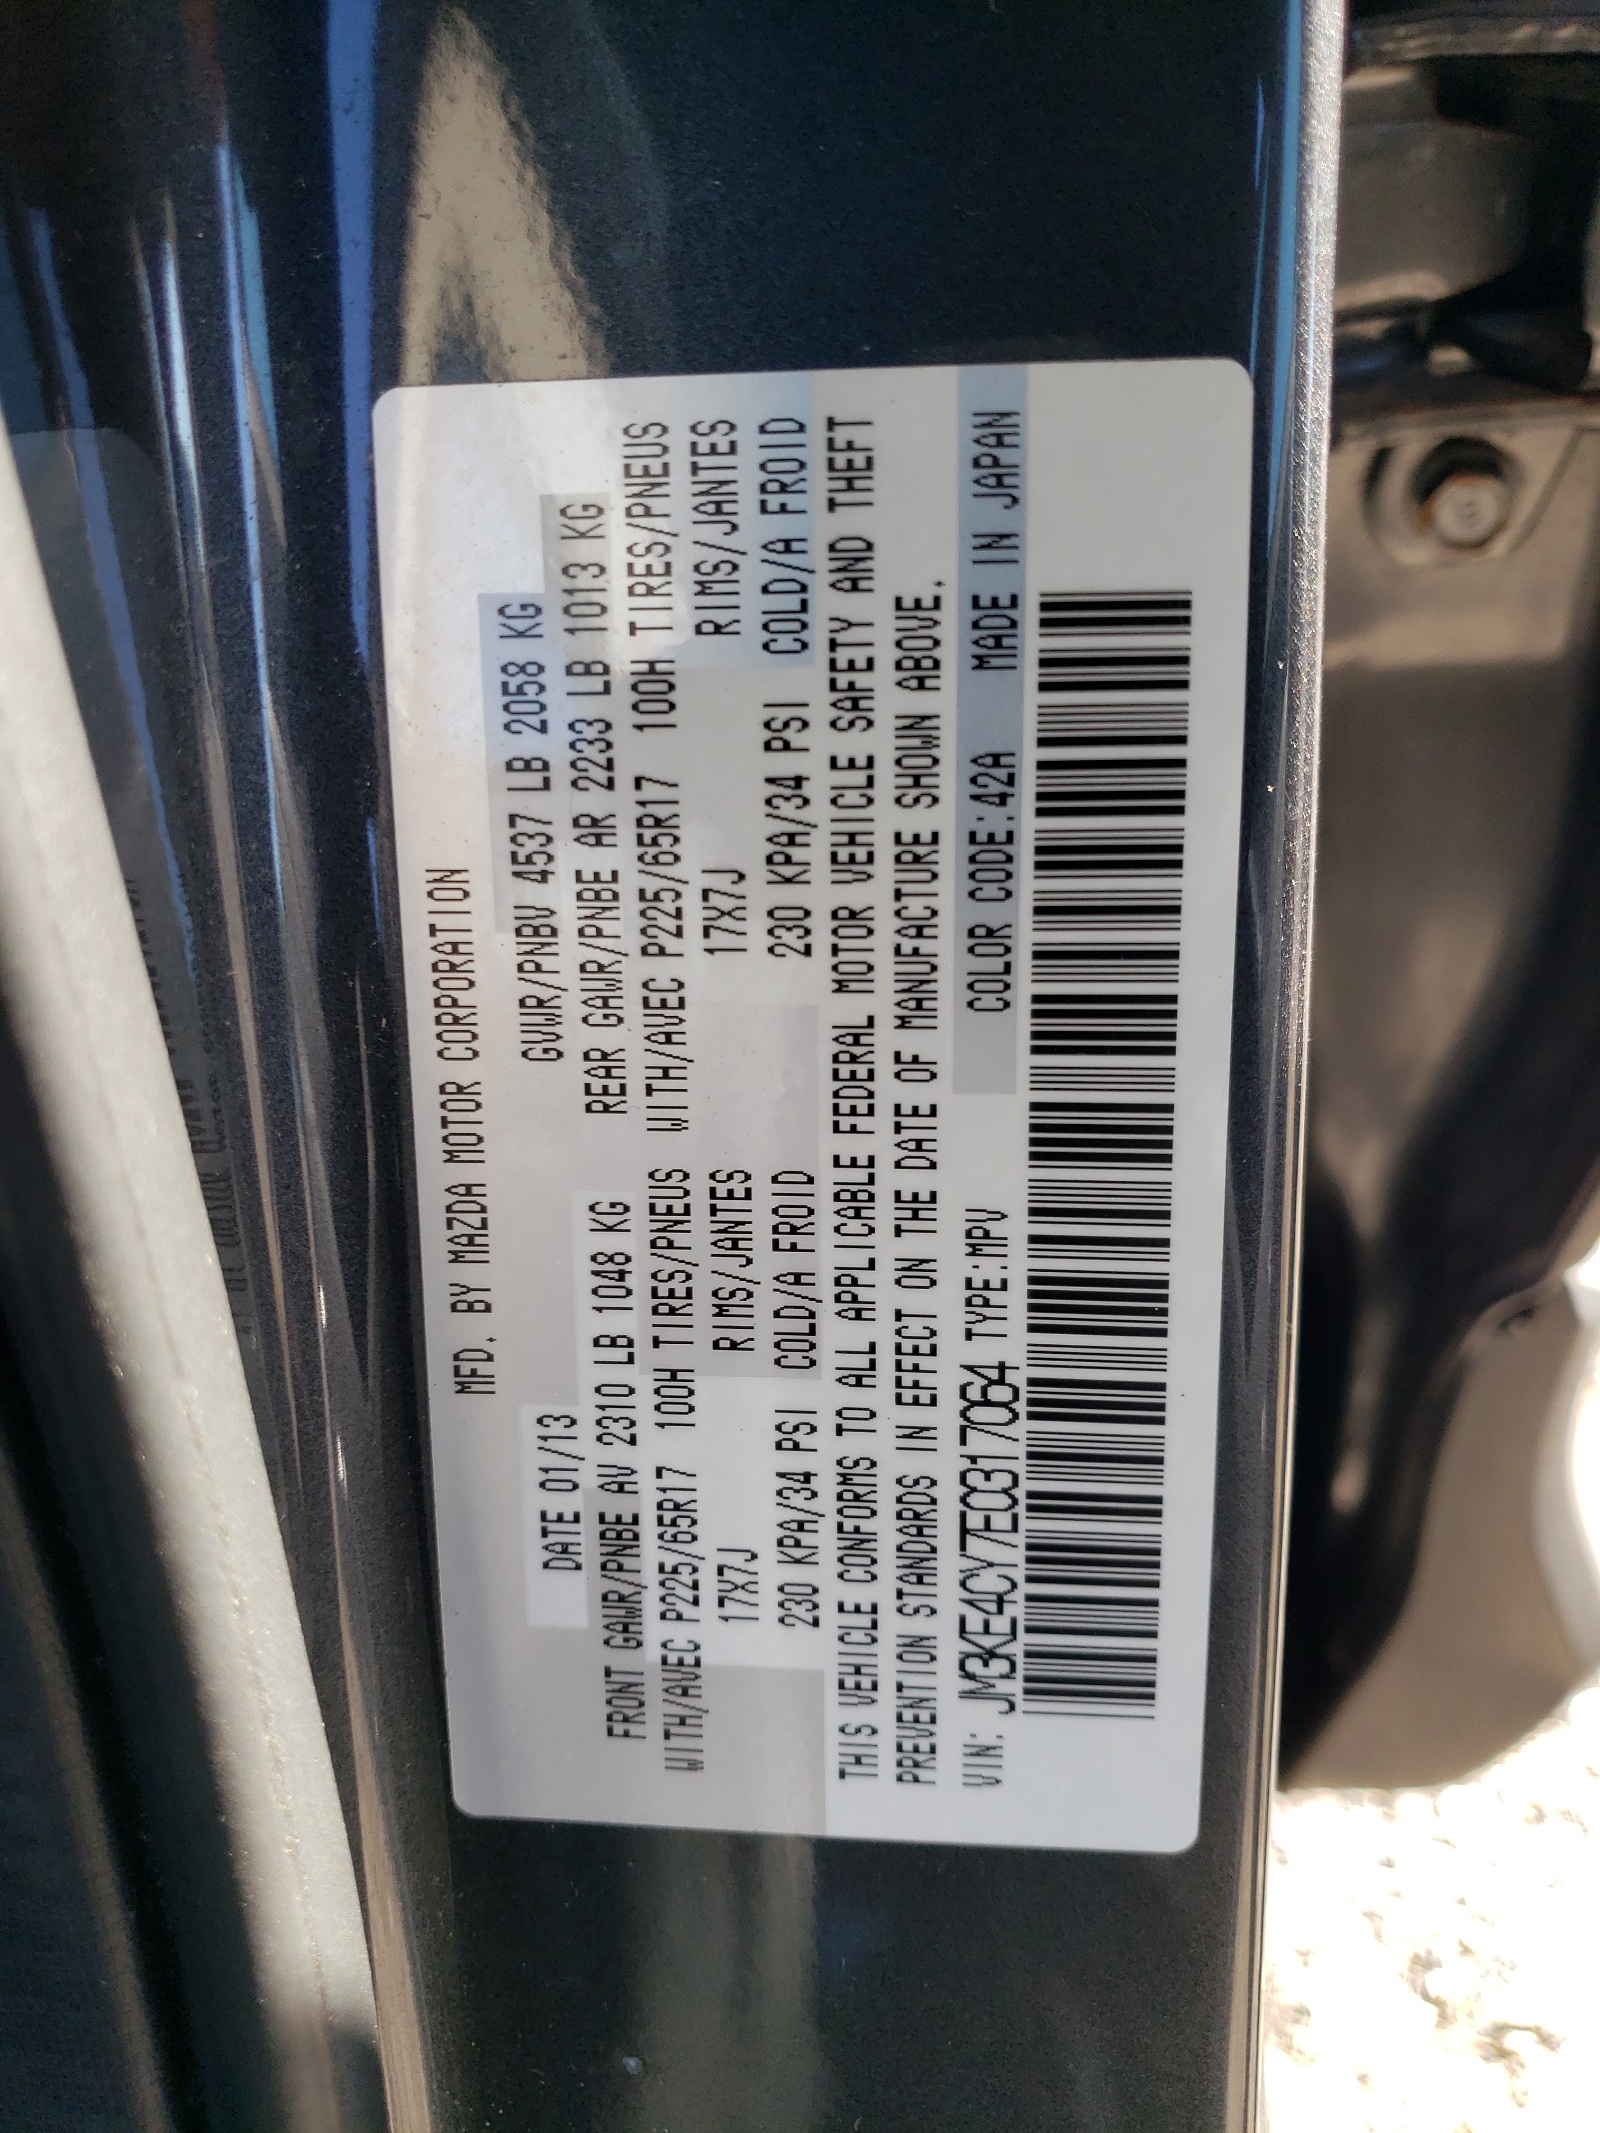 MFD. BY MAZDA MOTOR CORPORATION
DATE 01/13 GVWR/PNBV 4537 LB 2058 KG
FRONT GAWR/PNBE AV 2310 LB 1048 KG REAR GAWR/PNBE AR 2233 LB 1013 KG
WITH/AVEC P225/65R17 100H TIRES/PNEUS WITH/AVEC P225/65R17 100H TIRES/PNEUS
17X7J RIMS/JANTES 17X7J RIMS/JANTES
230 KPA/34 PSI COLD/A FROID 230 KPA/34 PSI COLD/A FROID
THIS VEHICLE CONFORMS TO ALL APPLICABLE FEDERAL MOTOR VEHICLE SAFETY AND THEFT
PREVENTION STANDARDS IN EFFECT ON THE DATE OF MANUFACTURE SHOWN ABOVE.
VIN: JM3KE4CY7E0317064 TYPE:MPV COLOR CODE:42A MADE IN JAPAN